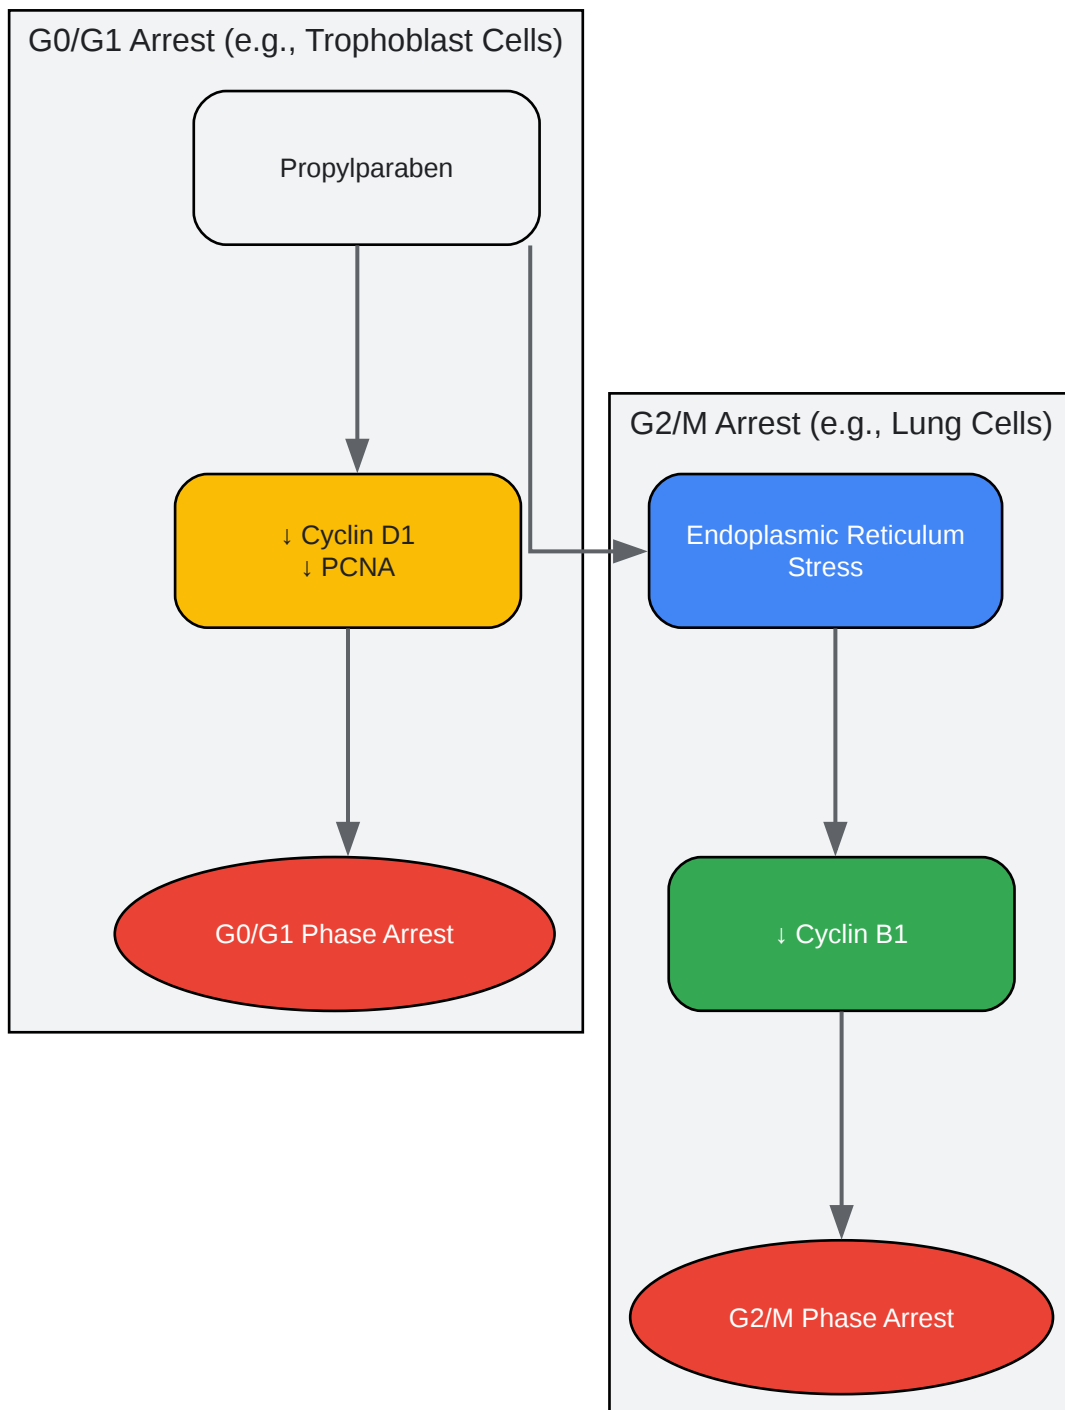 G0/G1 Arrest (e.g., Trophoblast Cells)
Propylparaben
↓ Cyclin D1
↓ PCNA
G0/G1 Phase Arrest
G2/M Arrest (e.g., Lung Cells)
Endoplasmic Reticulum
Stress
↓ Cyclin B1
G2/M Phase Arrest